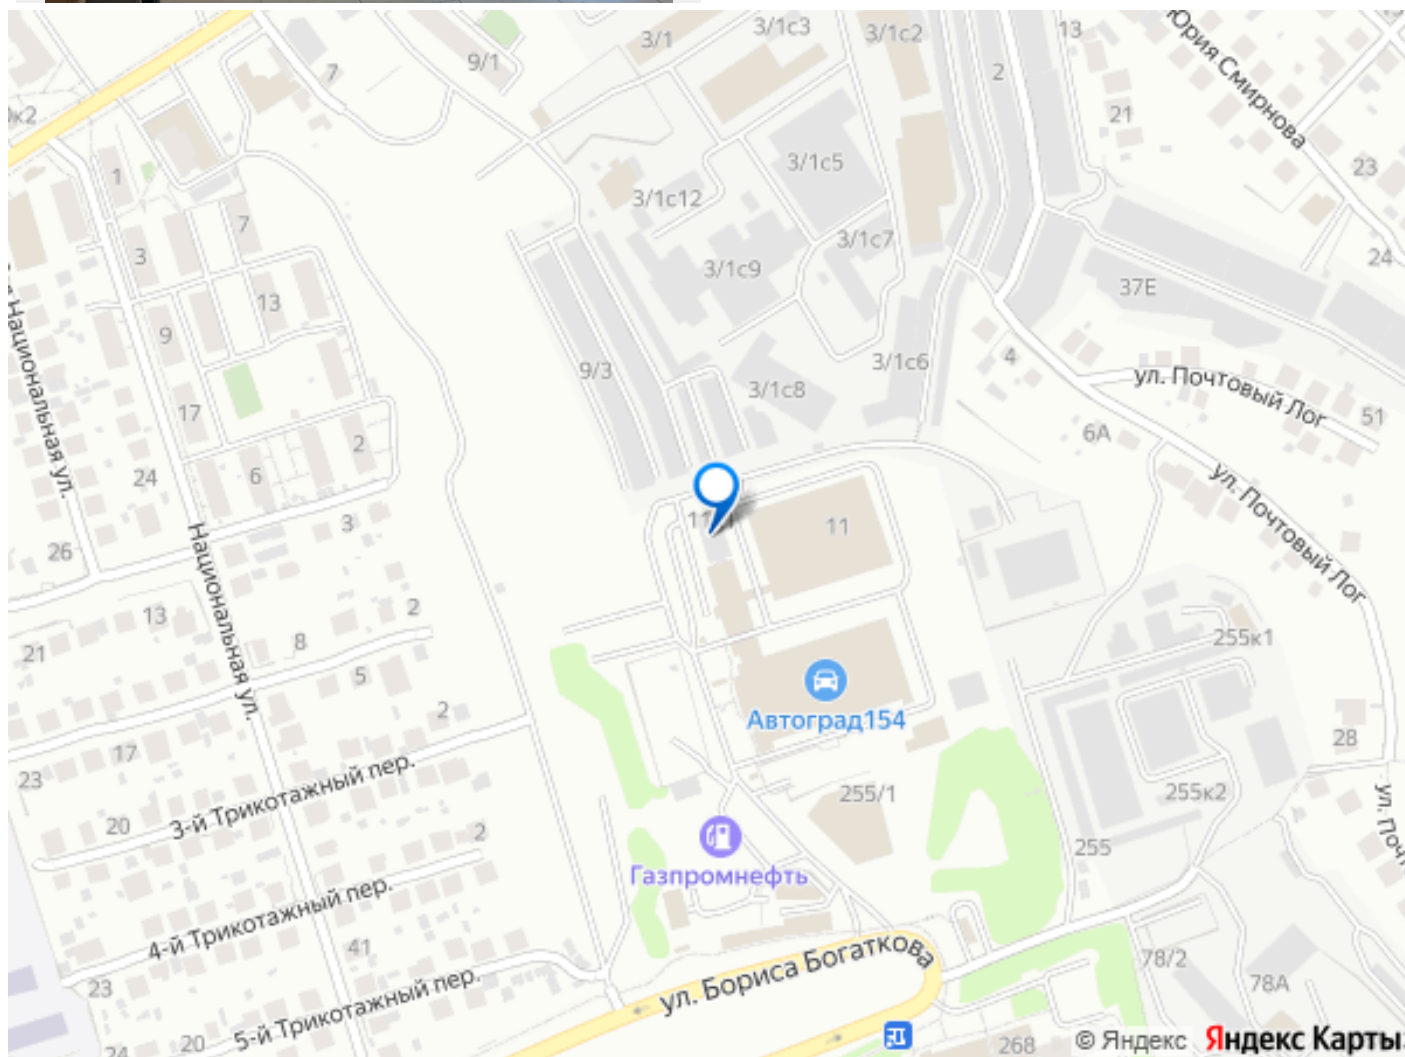 3/1с3
3/1с2
13
3/1
Юрия Смирнова
9/1
7
2
0к2
21
3/1с5
23
1
3/1с12
7
3/1с7
3
3/1с9
24
37Е
13
9
9/3
4
3/1с6
Национальная ул.
ул. Почтовый Лог
3/1с8
17
51
6А
2
24
6
ул. Почтовый Лог
3
11
26
Национальная ул.
2
13
8
255к1
21
5
Автоград154
2
28
17
23
3-й Трикотажный пер.
255к2
255/1
20
2
255
Газпромнефть
ул. Поч
4-й Трикотажный пер.
41
ул. Бориса Богаткова
78/2
23
78А
5-й Трикотажный пер.
20
24
268
© Яндекс Яндекс Карты